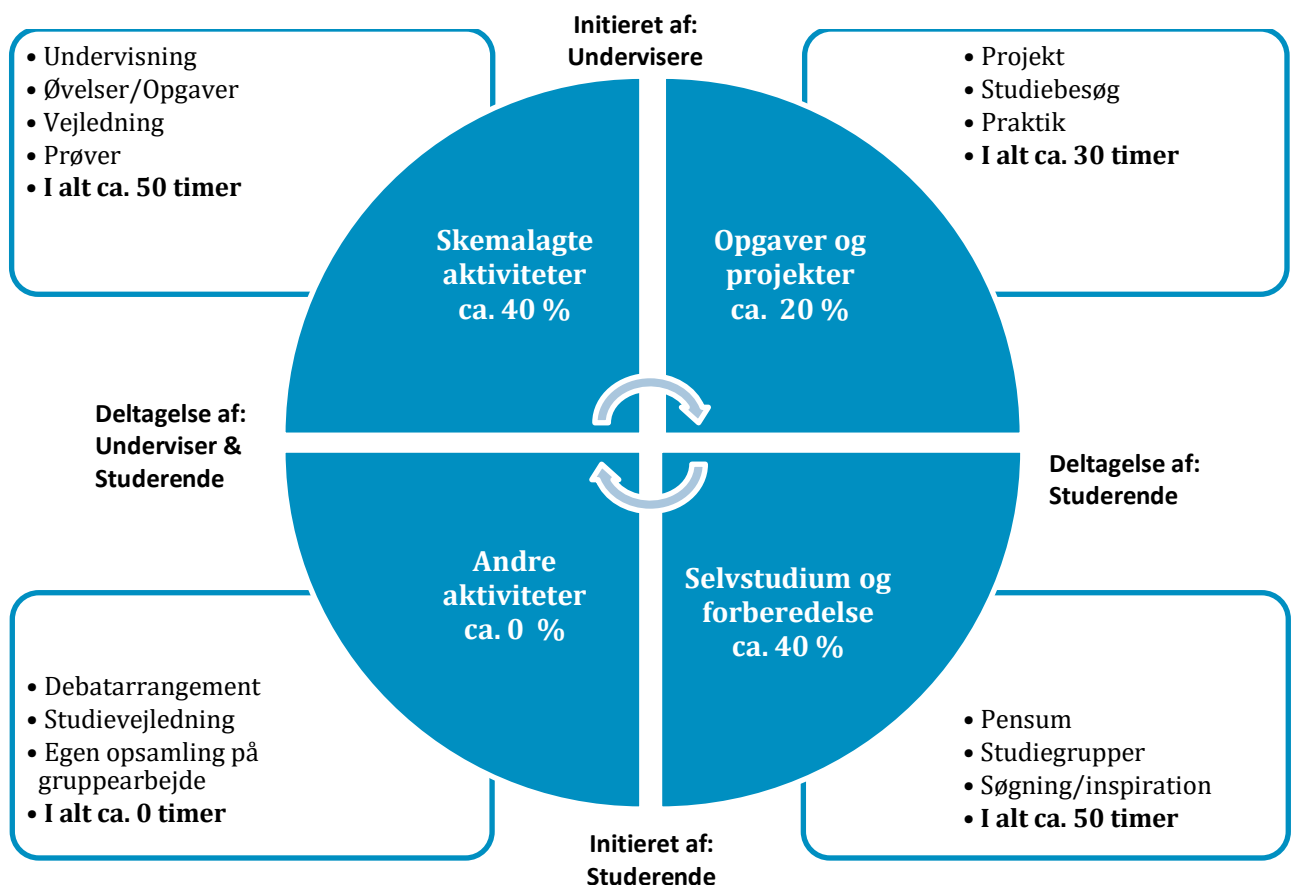 Initieret af:
Undervisere
• Undervisning
• Øvelser/Opgaver
• Vejledning
• Prøver
• I alt ca. 50 timer
• Projekt
• Studiebesøg
• Praktik
• I alt ca. 30 timer
Skemalagte
aktiviteter
ca. 40 %
Opgaver og
projekter
ca. 20 %
Deltagelse af:
Underviser &
Studerende
Deltagelse af:
Studerende
Andre
aktiviteter
ca. 0 %
Selvstudium og
forberedelse
ca. 40 %
• Debatarrangement
• Studievejledning
• Egen opsamling på
gruppearbejde
• I alt ca. 0 timer
• Pensum
• Studiegrupper
• Søgning/inspiration
• I alt ca. 50 timer
Initieret af:
Studerende